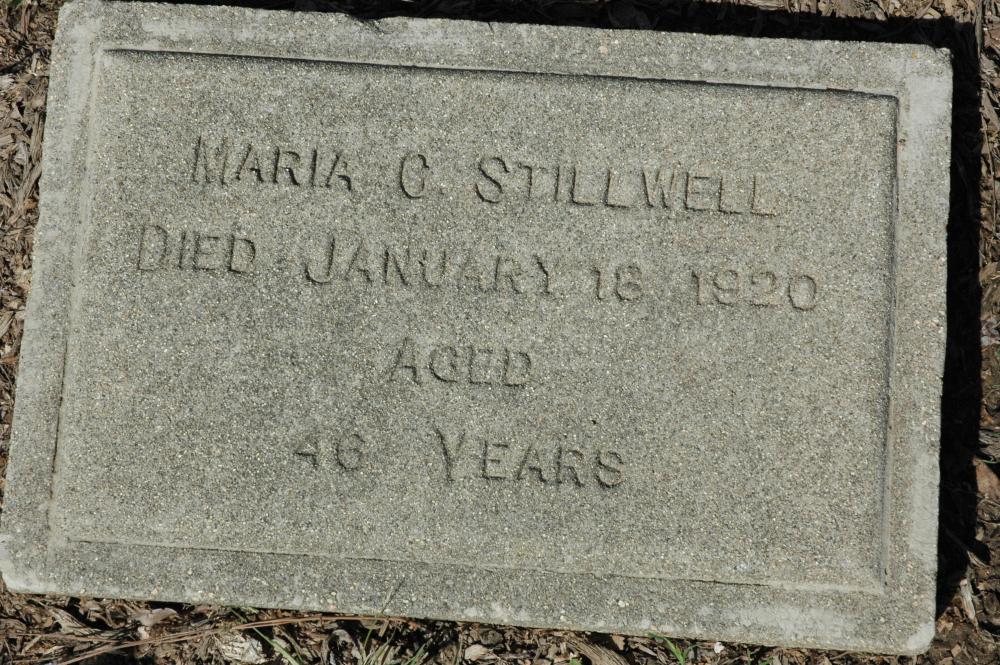 MARIA C. STILLWELL
DIED JANUARY 18 1920
AGED
46 YEARS